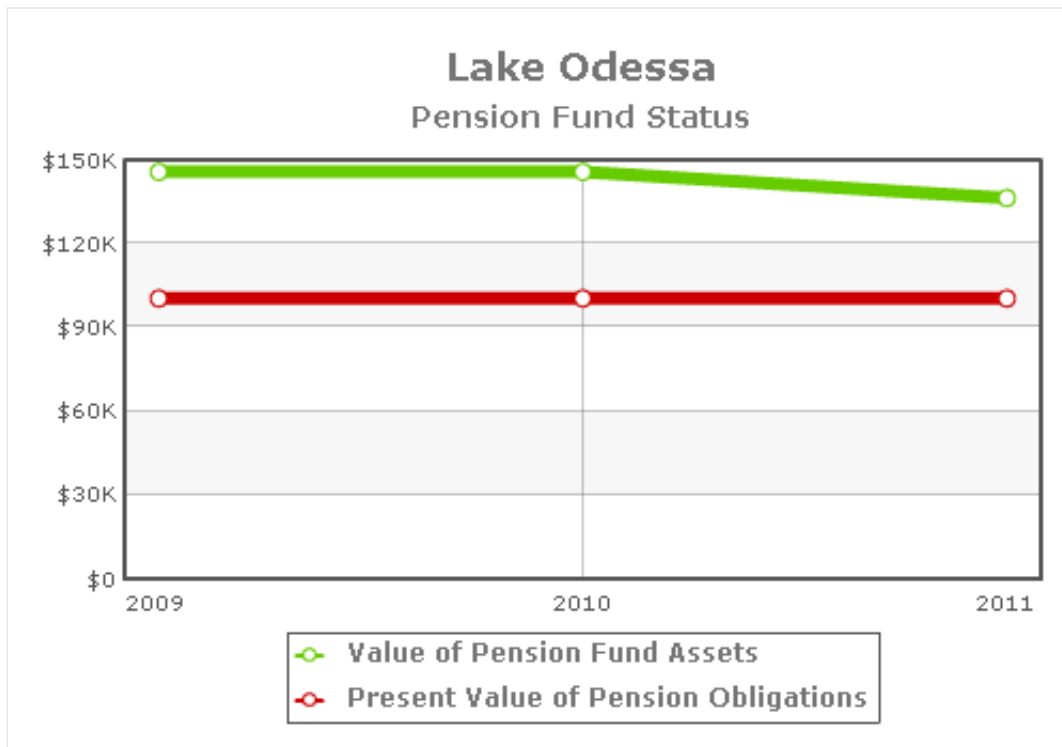 Lake Odessa
Pension Fund Status
$150K
$120K
$90K
$60K
$30K
$0
2009 2010 2011
Value of Pension Fund Assets
Present Value of Pension Obligations